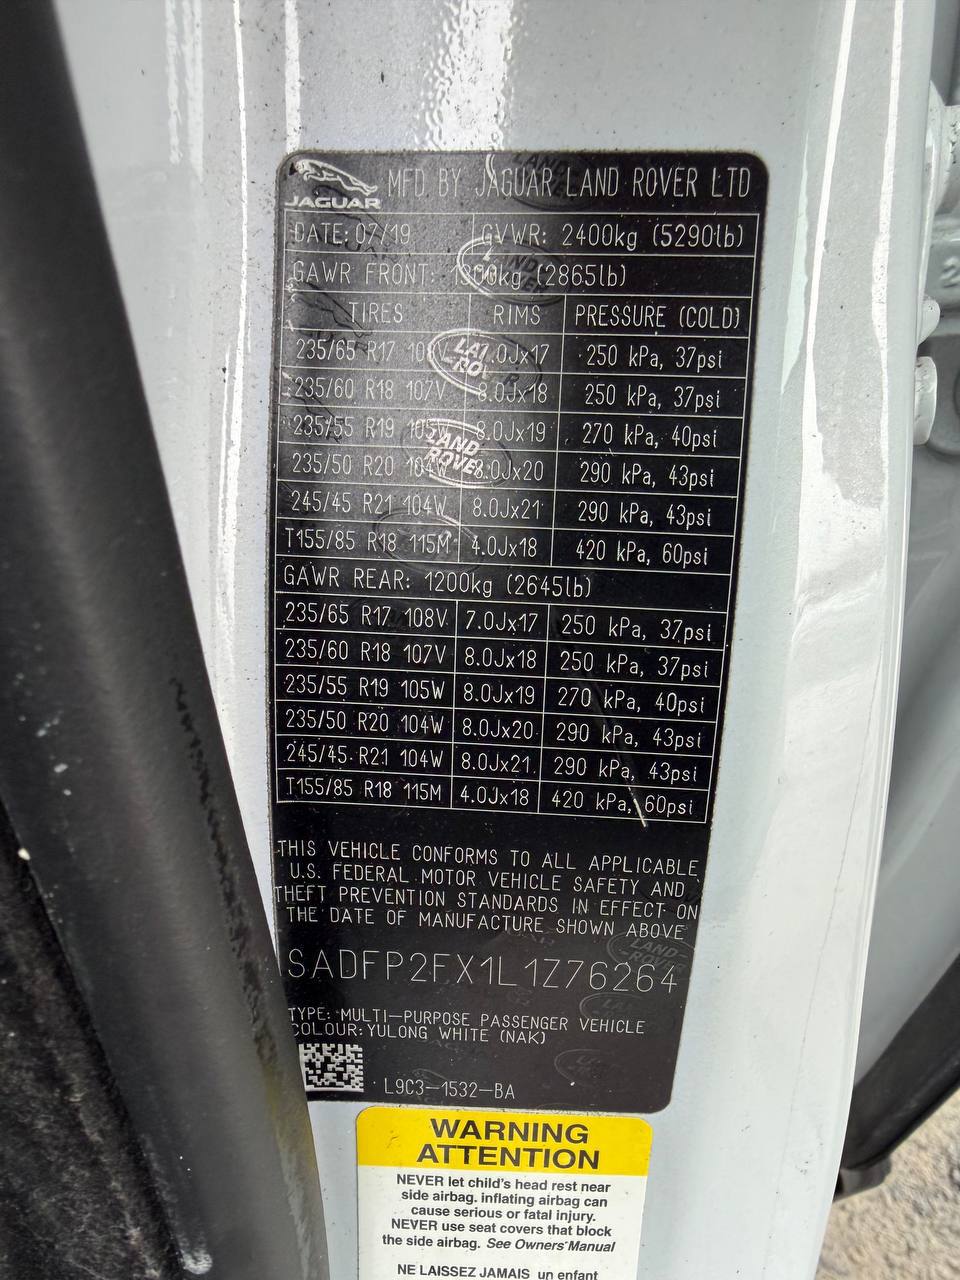 JAGUAR
MFD BY JAGUAR LAND ROVER LTD
DATE: 07/19 GVWR: 2400kg (5290lb)
GAWR FRONT: 1300kg (2865lb)
TIRES RIMS PRESSURE (COLD)
235/65 R17 108V 7.0Jx17 250 kPa, 37psi
235/60 R18 107V 8.0Jx18 250 kPa, 37psi
235/55 R19 105W 8.0Jx19 270 kPa, 40psi
235/50 R20 104W 8.0Jx20 290 kPa, 43psi
245/45 R21 104W 8.0Jx21 290 kPa, 43psi
T155/85 R18 115M 4.0Jx18 420 kPa, 60psi
GAWR REAR: 1200kg (2645lb)
235/65 R17 108V 7.0Jx17 250 kPa, 37psi
235/60 R18 107V 8.0Jx18 250 kPa, 37psi
235/55 R19 105W 8.0Jx19 270 kPa, 40psi
235/50 R20 104W 8.0Jx20 290 kPa, 43psi
245/45 R21 104W 8.0Jx21 290 kPa, 43psi
T155/85 R18 115M 4.0Jx18 420 kPa, 60psi
THIS VEHICLE CONFORMS TO ALL APPLICABLE
U.S. FEDERAL MOTOR VEHICLE SAFETY AND
THEFT PREVENTION STANDARDS IN EFFECT ON
THE DATE OF MANUFACTURE SHOWN ABOVE
SADFP2FX1L1Z76264
TYPE: MULTI-PURPOSE PASSENGER VEHICLE
COLOUR: YULONG WHITE (NAK)
L9C3-1532-BA
WARNING
ATTENTION
NEVER let child's head rest near
side airbag. inflating airbag can
cause serious or fatal injury.
NEVER use seat covers that block
the side airbag. See Owners Manual
NE LAISSEZ JAMAIS un enfant